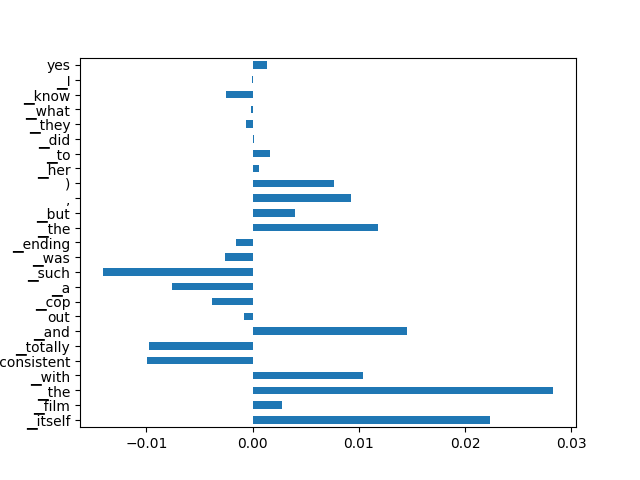 yes
_I
_know
_what
_they
_did
_to
_her
)
,
_but
_the
_ending
_was
_such
_a
_cop
out
_and
_totally
consistent
_with
_the
_film
_itself
−0.01 0.00 0.01 0.02 0.03